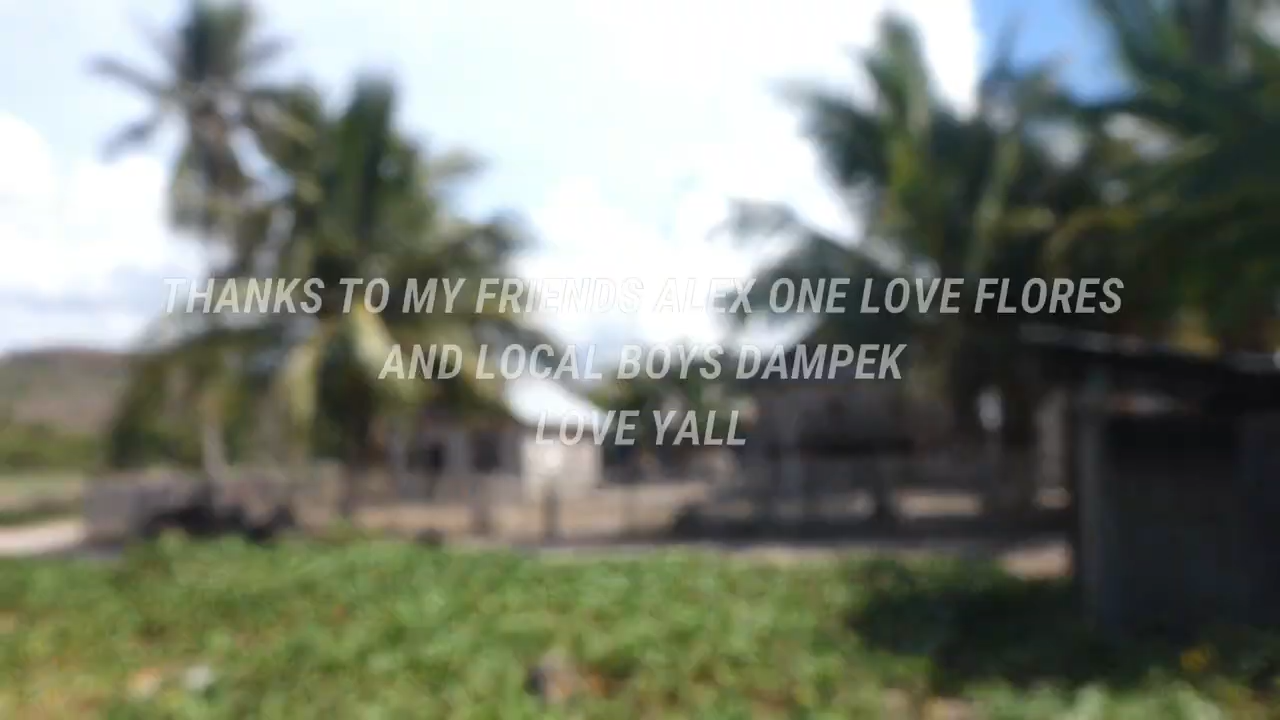 THANKS TO MY FRIENDS ALEX ONE LOVE FLORES
AND LOCAL BOYS DAMPEK
LOVE YALL